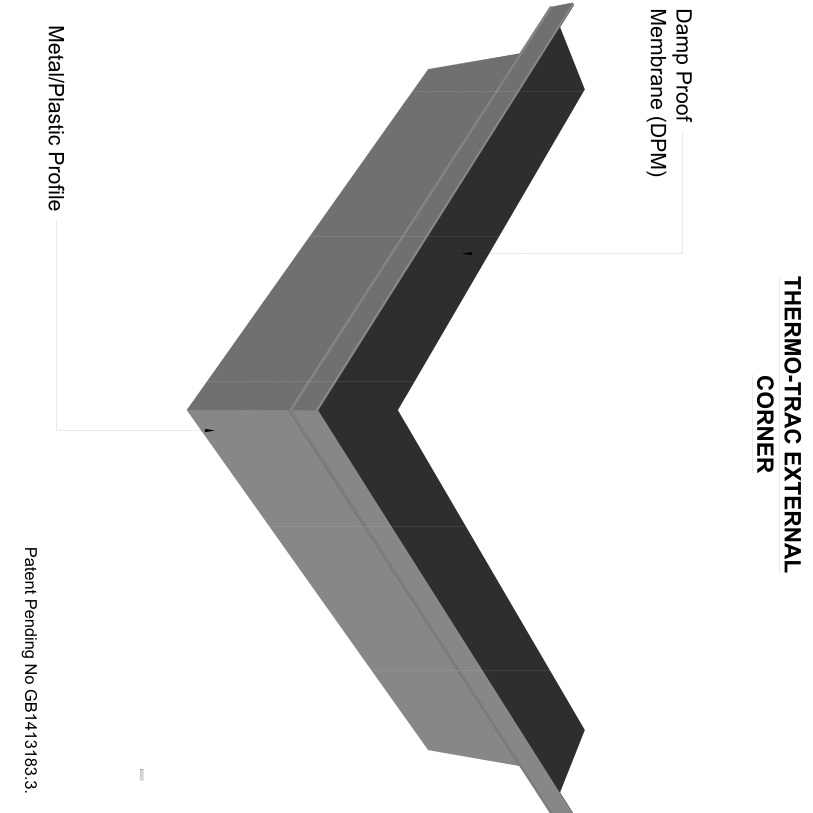 THERMO-TRAC EXTERNAL
CORNER
Damp Proof
Membrane (DPM)
Metal/Plastic Profile
Patent Pending No GB1413183.3.